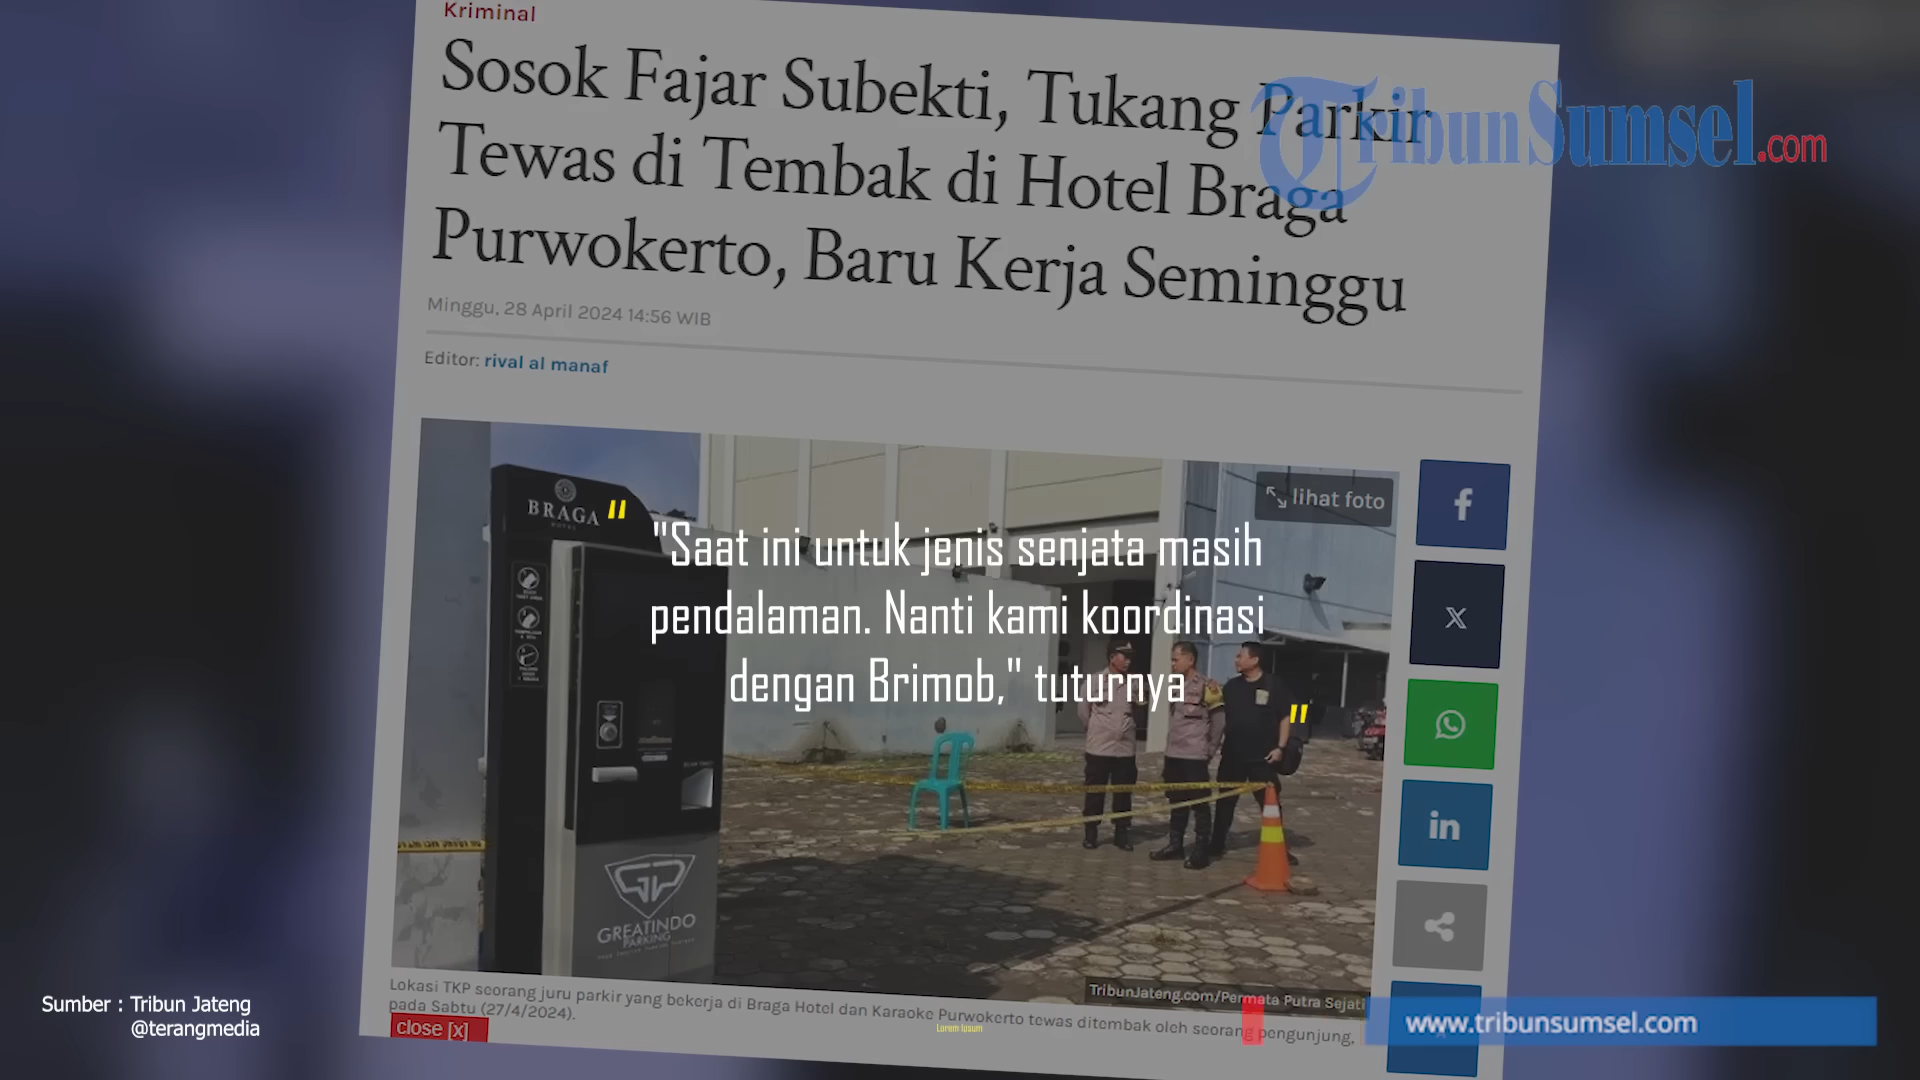 Kriminal
Sosok Fajar Subekti, Tukang Parkir
Tewas di Tembak di Hotel Braga
Purwokerto, Baru Kerja Seminggu
TribunSumsel.com
Minggu, 28 April 2024 14:56 WIB
Editor: rival al manaf
lihat foto
BRAGA
HOTEL
"
"Saat ini untuk jenis senjata masih
pendalaman. Nanti kami koordinasi
dengan Brimob," tuturnya
"
GREATINDO
PARKING
TribunJateng.com/Permata Putra Sejati
Lokasi TKP seorang juru parkir yang bekerja di Braga Hotel dan Karaoke Purwokerto tewas ditembak oleh seorang pengunjung,
pada Sabtu (27/4/2024).
close [x]
Lorem Ipsum
Sumber : Tribun Jateng
@terangmedia
www.tribunsumsel.com